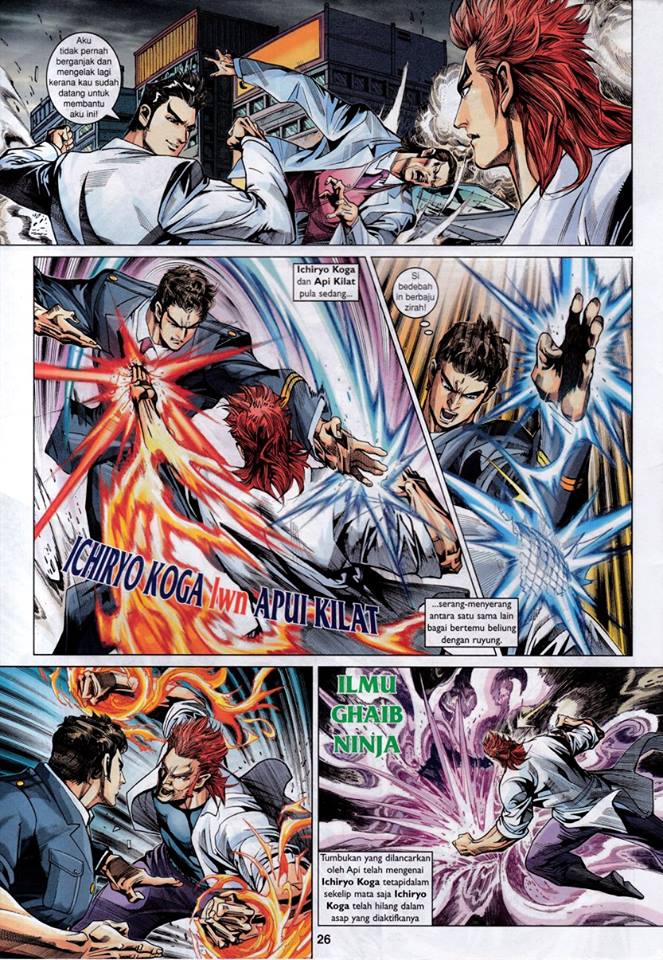 Aku
tidak pernah
berganjak dan
mengelak lagi
kerana kau sudah
datang untuk
membantu
aku ini!
Ichiryo Koga
dan Api Kilat
pula sedang...
Si
bedebah
in berbaju
zirah!
ICHIRYO KOGA lwn APUI KILAT
...serang-menyerang
antara satu sama lain
bagai bertemu beliung
dengan ruyung.
ILMU
GHAIB
NINJA
Tumbukan yang dilancarkan
oleh Api telah mengenai
Ichiryo Koga tetapidalam
sekelip mata saja Ichiryo
Koga telah hilang dalam
asap yang diaktifkanya
26